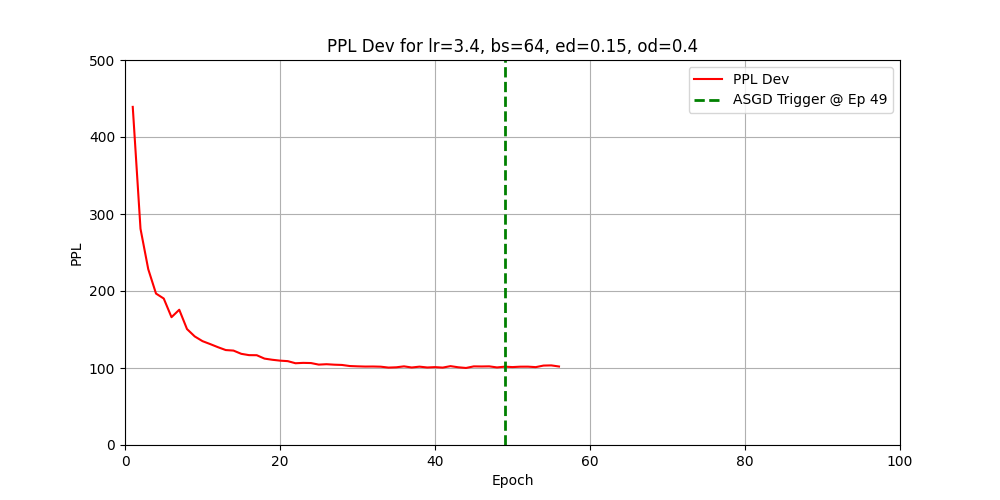 PPL Dev for lr=3.4, bs=64, ed=0.15, od=0.4
PPL Dev
ASGD Trigger @ Ep 49
500
400
300
200
100
0
PPL
0 20 40 60 80 100
Epoch